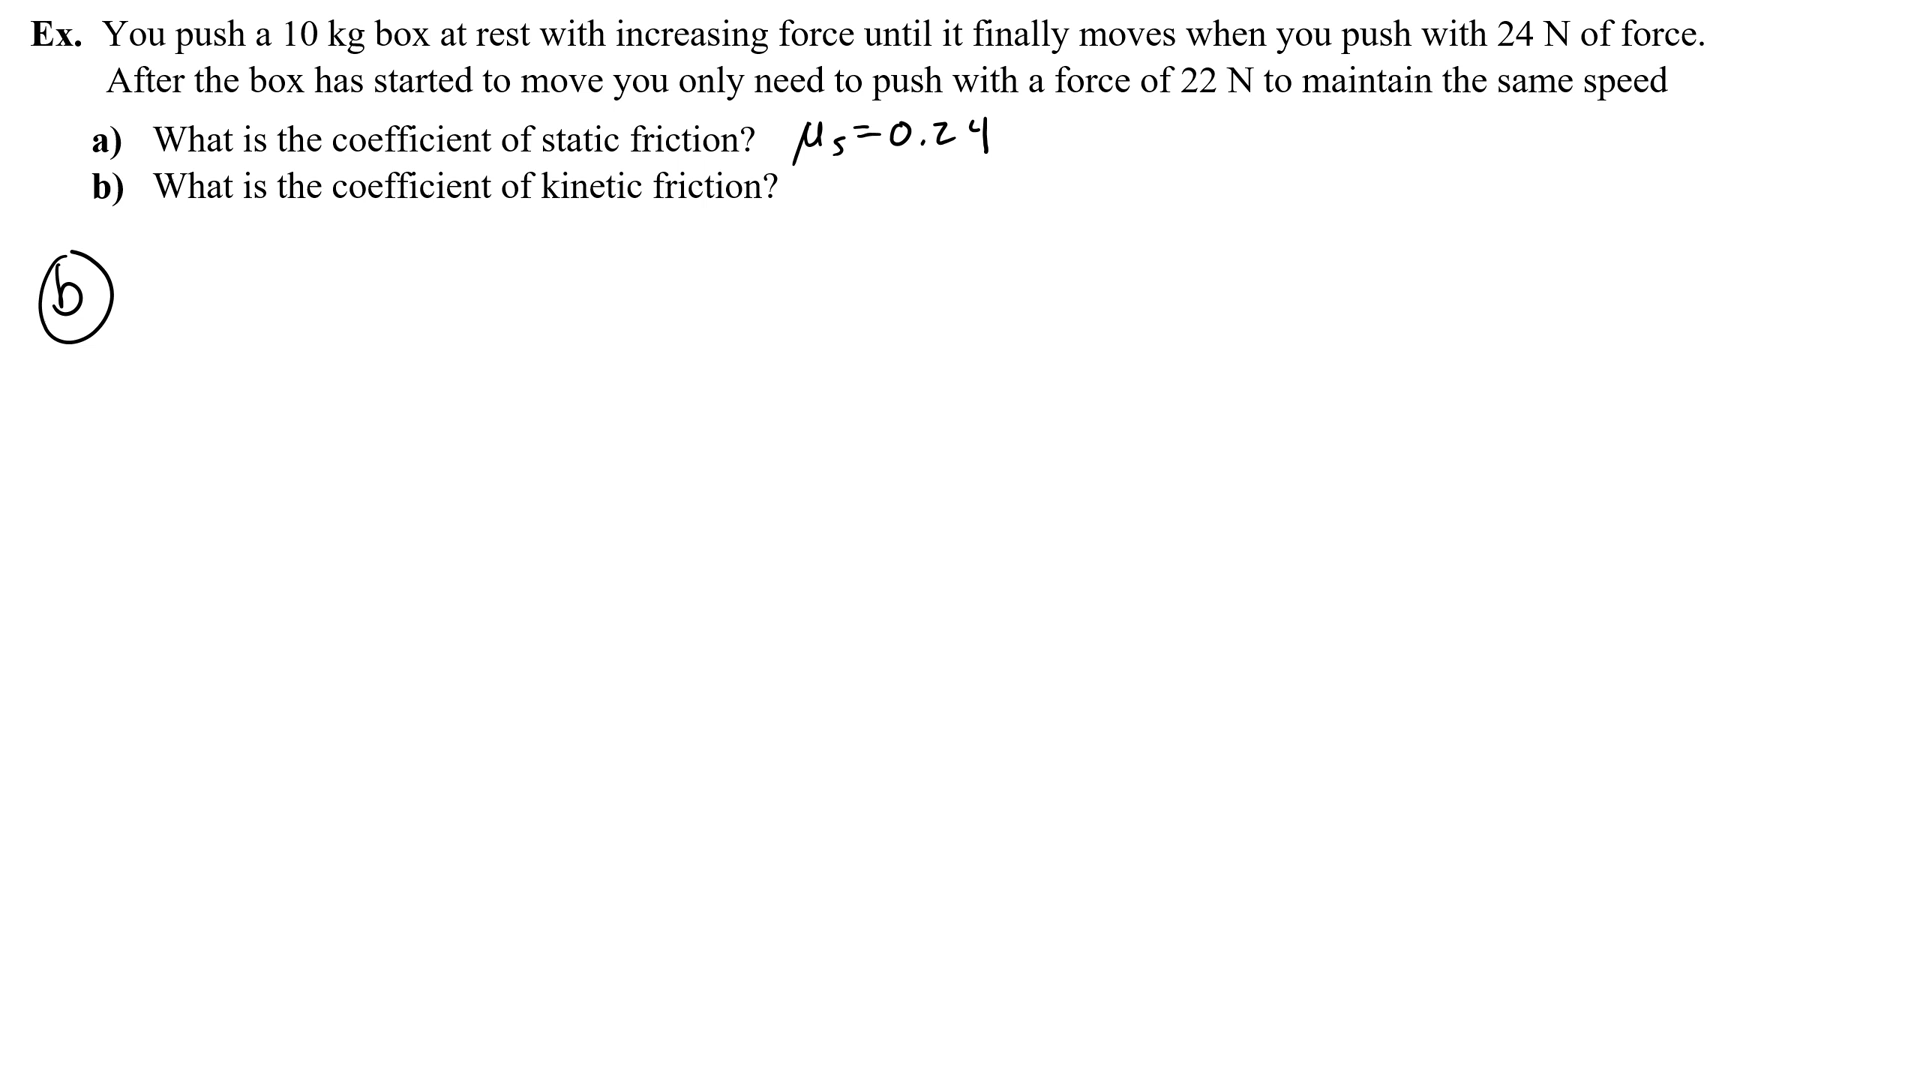 Ex. You push a 10 kg box at rest with increasing force until it finally moves when you push with 24 N of force.
After the box has started to move you only need to push with a force of 22 N to maintain the same speed
a) What is the coefficient of static friction? μs=0.24
b) What is the coefficient of kinetic friction?
b